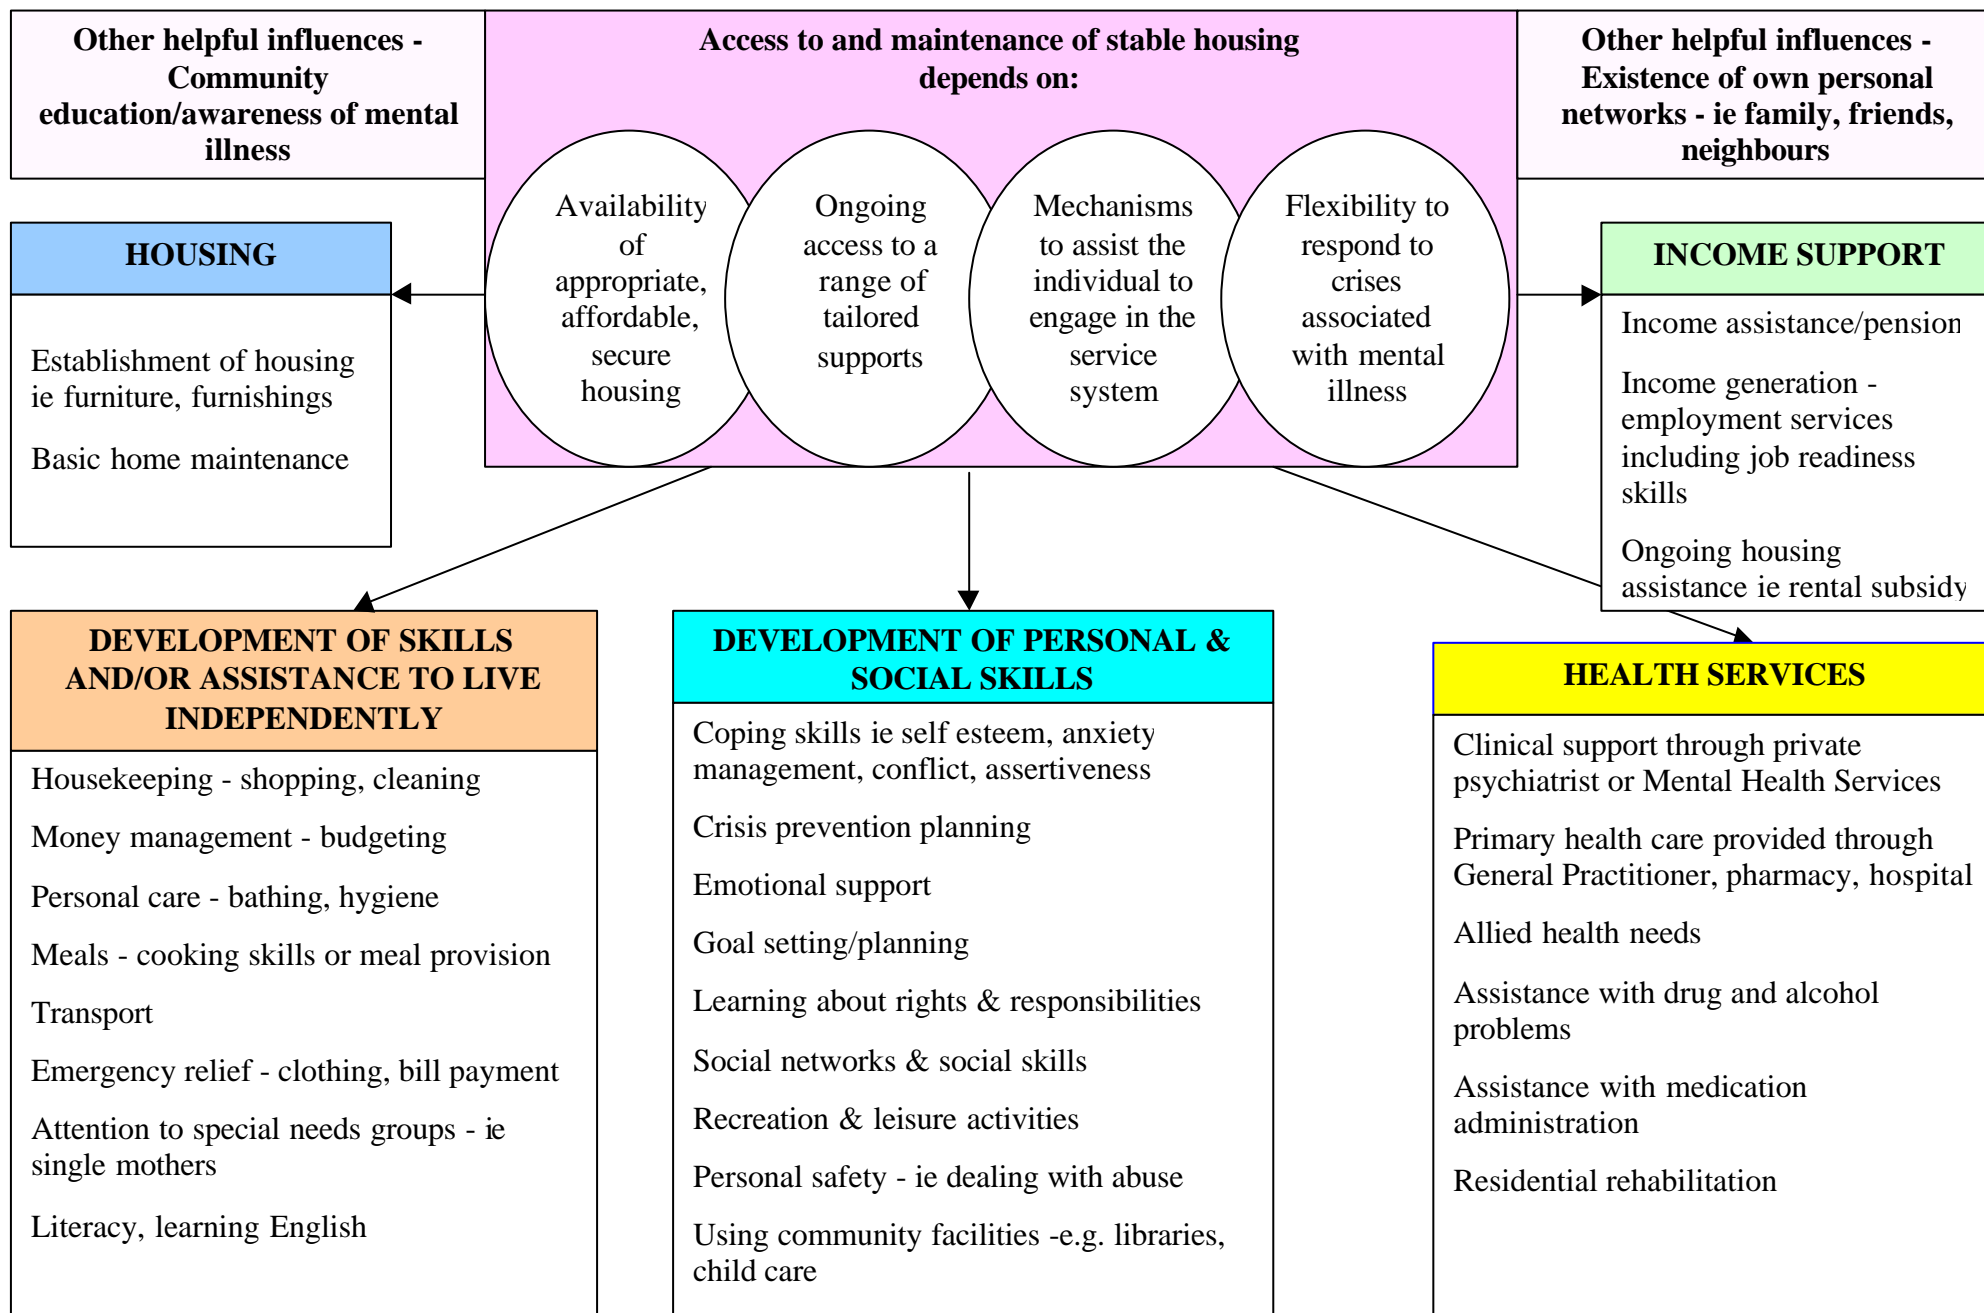 Other helpful influences -
Community
education/awareness of mental
illness
Access to and maintenance of stable housing
depends on:
Other helpful influences -
Existence of own personal
networks - ie family, friends,
neighbours
Availability
of
appropriate,
affordable,
secure
housing
Ongoing
access to a
range of
tailored
supports
Mechanisms
to assist the
individual to
engage in the
service
system
Flexibility to
respond to
crises
associated
with mental
illness
HOUSING
Establishment of housing
ie furniture, furnishings
Basic home maintenance
INCOME SUPPORT
Income assistance/pension
Income generation -
employment services
including job readiness
skills
Ongoing housing
assistance ie rental subsidy
DEVELOPMENT OF SKILLS
AND/OR ASSISTANCE TO LIVE
INDEPENDENTLY
Housekeeping - shopping, cleaning
Money management - budgeting
Personal care - bathing, hygiene
Meals - cooking skills or meal provision
Transport
Emergency relief - clothing, bill payment
Attention to special needs groups - ie
single mothers
Literacy, learning English
DEVELOPMENT OF PERSONAL &
SOCIAL SKILLS
Coping skills ie self esteem, anxiety
management, conflict, assertiveness
Crisis prevention planning
Emotional support
Goal setting/planning
Learning about rights & responsibilities
Social networks & social skills
Recreation & leisure activities
Personal safety - ie dealing with abuse
Using community facilities -e.g. libraries,
child care
HEALTH SERVICES
Clinical support through private
psychiatrist or Mental Health Services
Primary health care provided through
General Practitioner, pharmacy, hospital
Allied health needs
Assistance with drug and alcohol
problems
Assistance with medication
administration
Residential rehabilitation